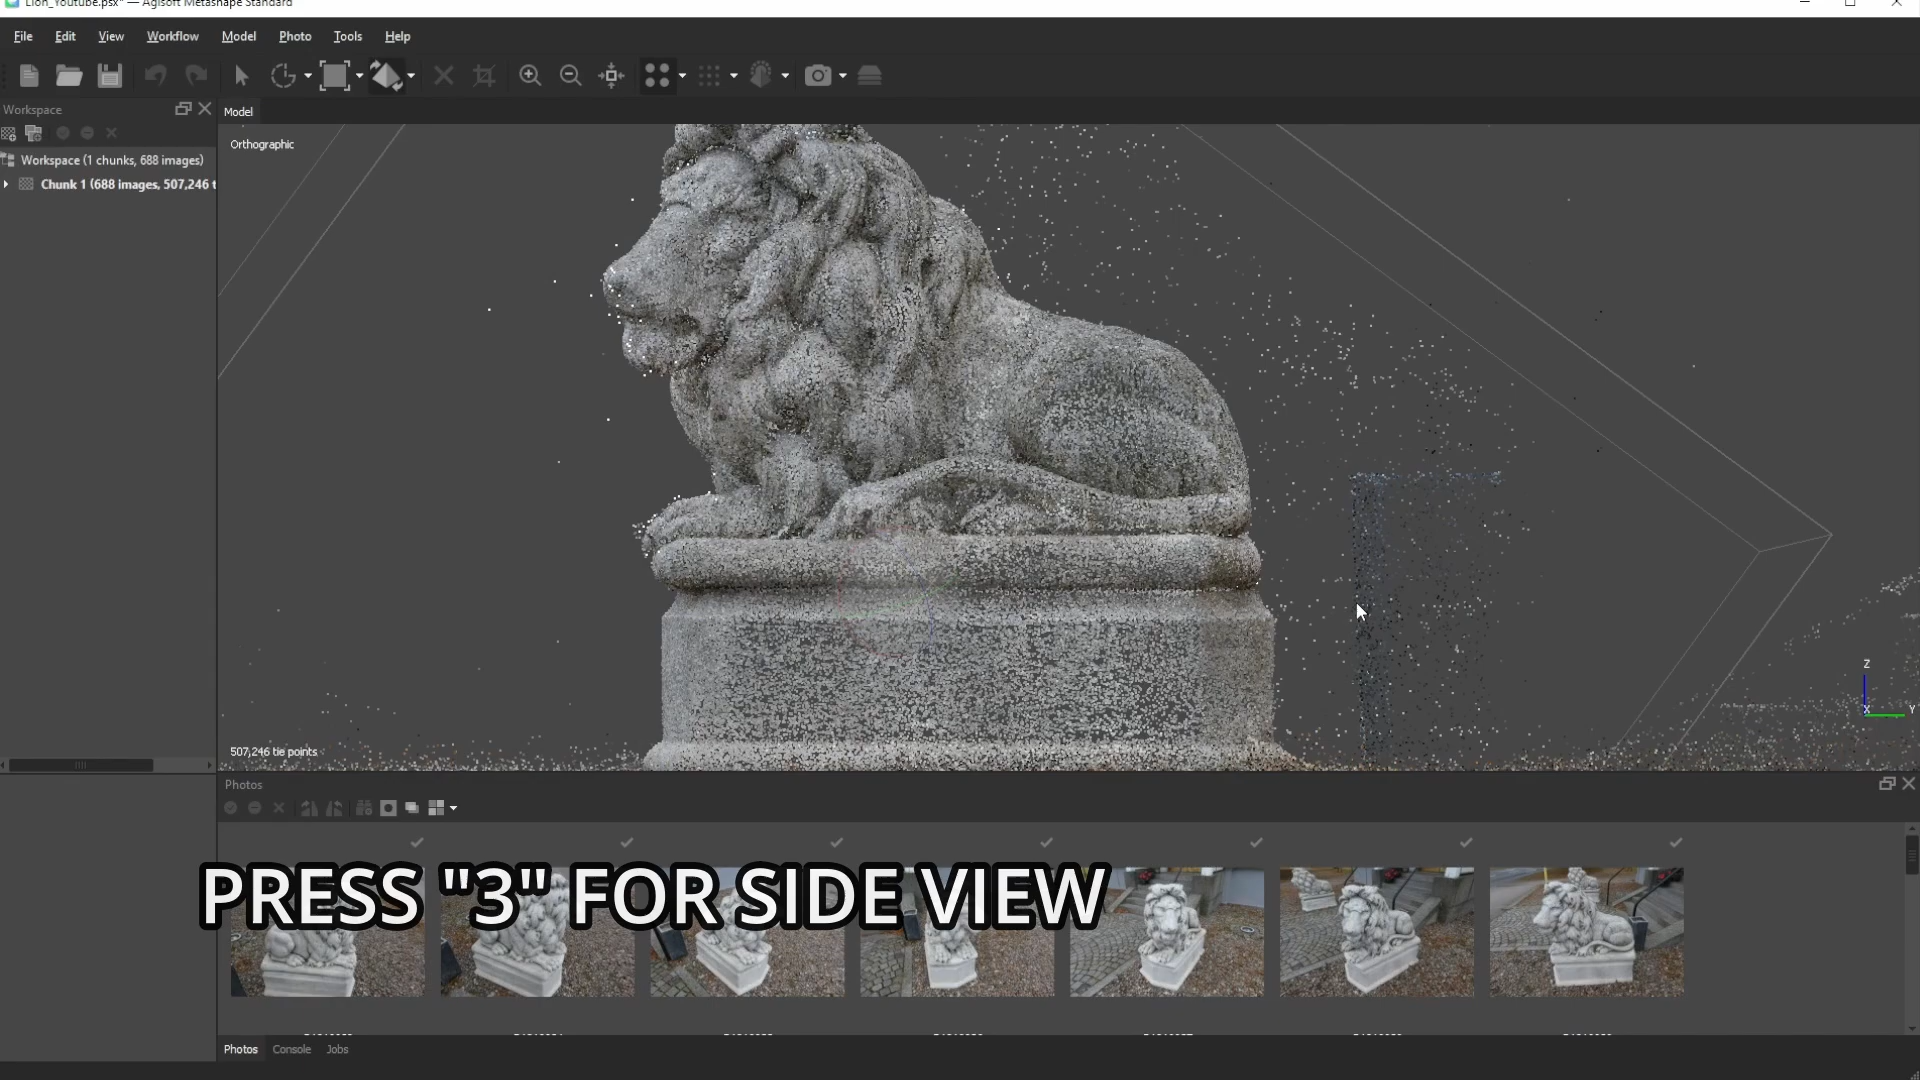 Lion_Youtube.psx* — Agisoft Metashape Standard
File Edit View Workflow Model Photo Tools Help
Workspace
Model
Workspace (1 chunks, 688 images)
Chunk 1 (688 images, 507,246 t
Orthographic
Z
X
Y
507,246 tie points
Photos
PRESS "3" FOR SIDE VIEW
Photos Console Jobs